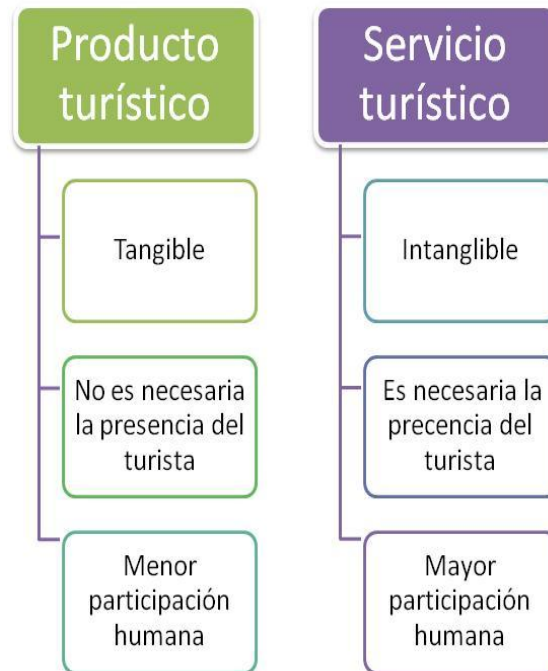 Producto
turístico
Tangible
No es necesaria
la presencia del
turista
Menor
participación
humana
Servicio
turístico
Intanglible
Es necesaria la
precencia del
turista
Mayor
participación
humana